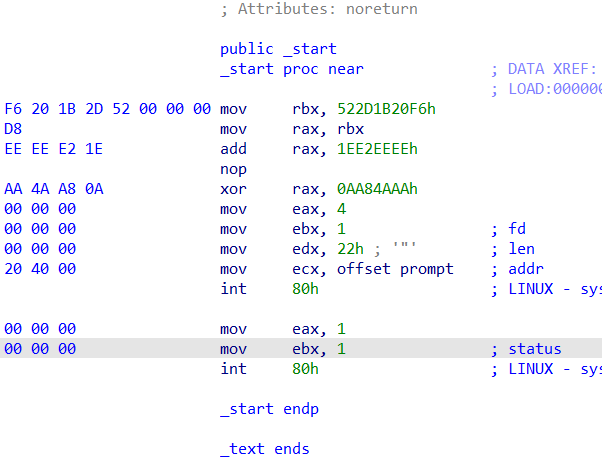 ; Attributes: noreturn
public _start
_start proc near ; DATA XREF:
; LOAD:000000
F6 20 1B 2D 52 00 00 00 mov rbx, 522D1B20F6h
D8 mov rax, rbx
EE EE E2 1E add rax, 1EE2EEEEh
nop
AA 4A A8 0A xor rax, 0AA84AAAh
00 00 00 mov eax, 4
00 00 00 mov ebx, 1 ; fd
00 00 00 mov edx, 22h ; '"' ; len
20 40 00 mov ecx, offset prompt ; addr
int 80h ; LINUX - sys
00 00 00 mov eax, 1
00 00 00 mov ebx, 1 ; status
int 80h ; LINUX - sys
_start endp
_text ends